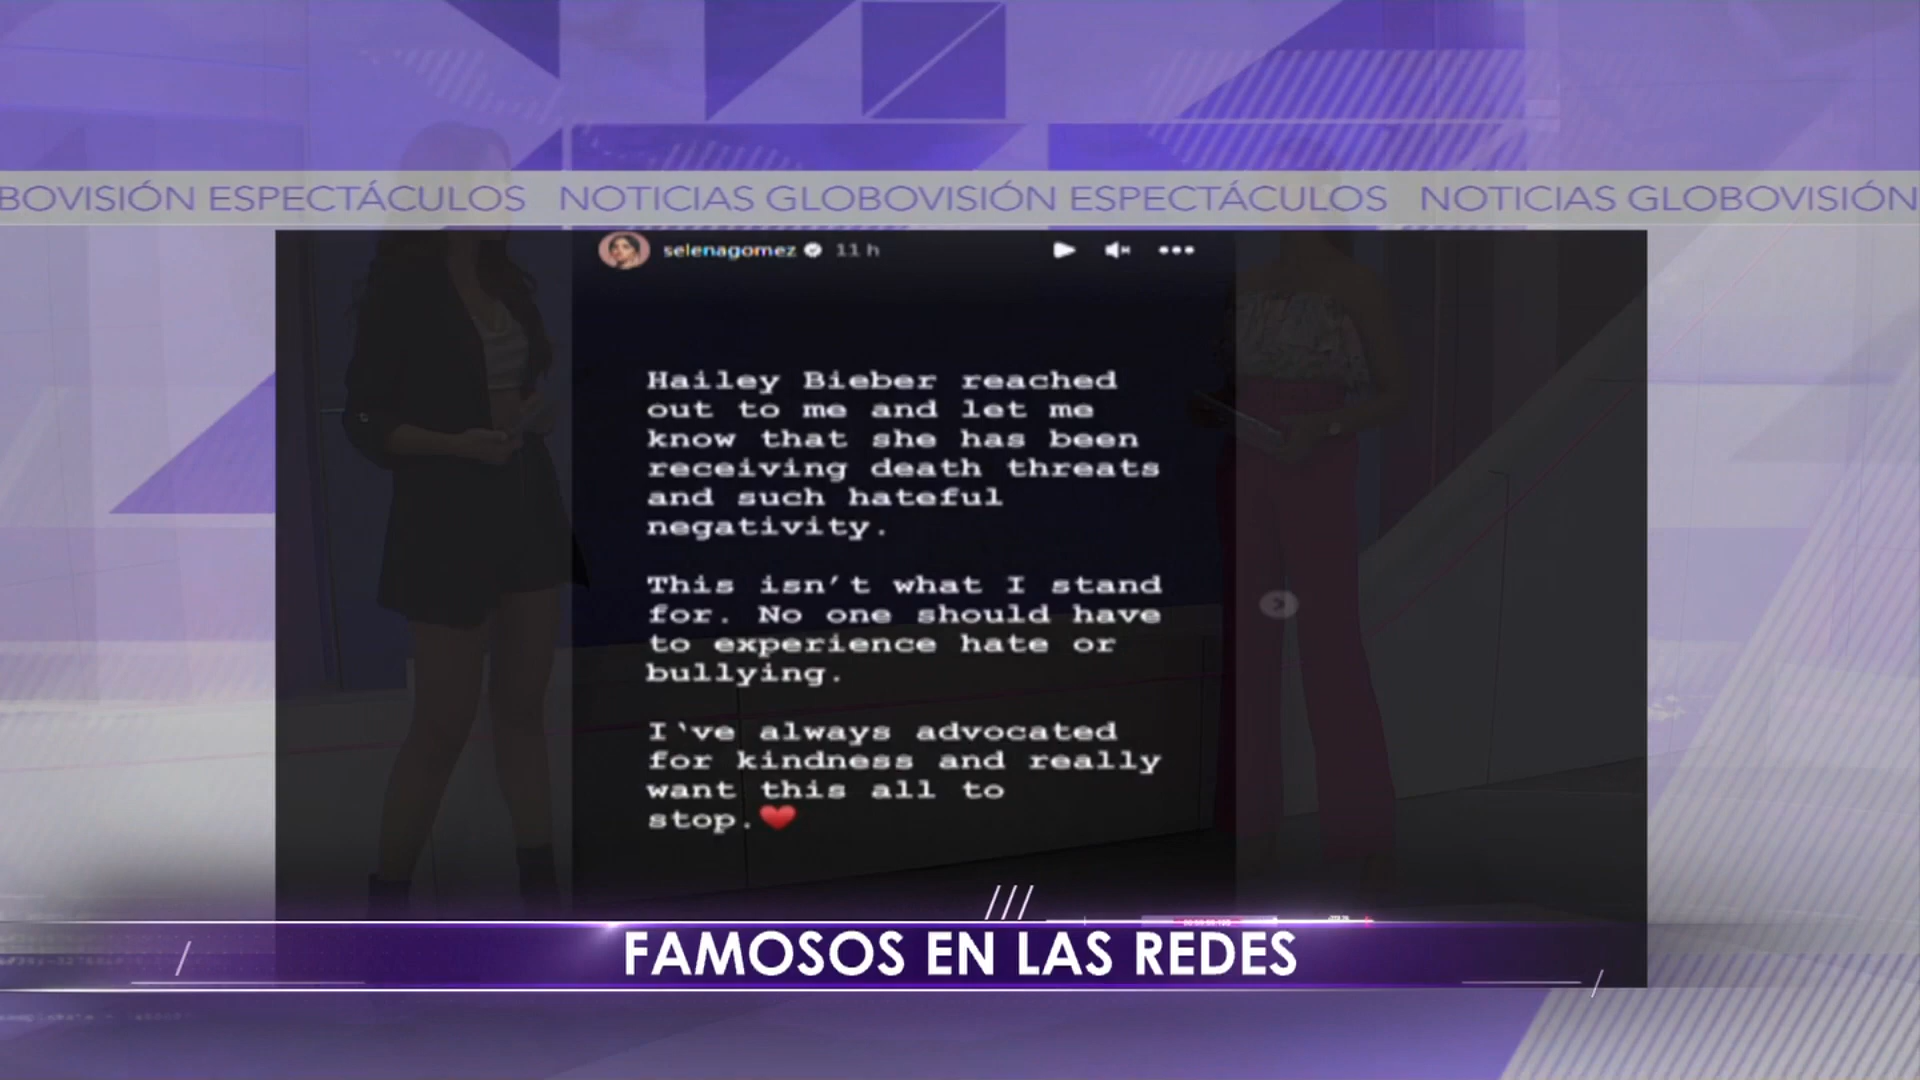 BOVISIÓN ESPECTÁCULOS NOTICIAS GLOBOVISIÓN ESPECTÁCULOS NOTICIAS GLOBOVISIÓN
selenagomez 11 h
Hailey Bieber reached
out to me and let me
know that she has been
receiving death threats
and such hateful
negativity.
This isn't what I stand
for. No one should have
to experience hate or
bullying.
I`ve always advocated
for kindness and really
want this all to
stop.❤️
FAMOSOS EN LAS REDES